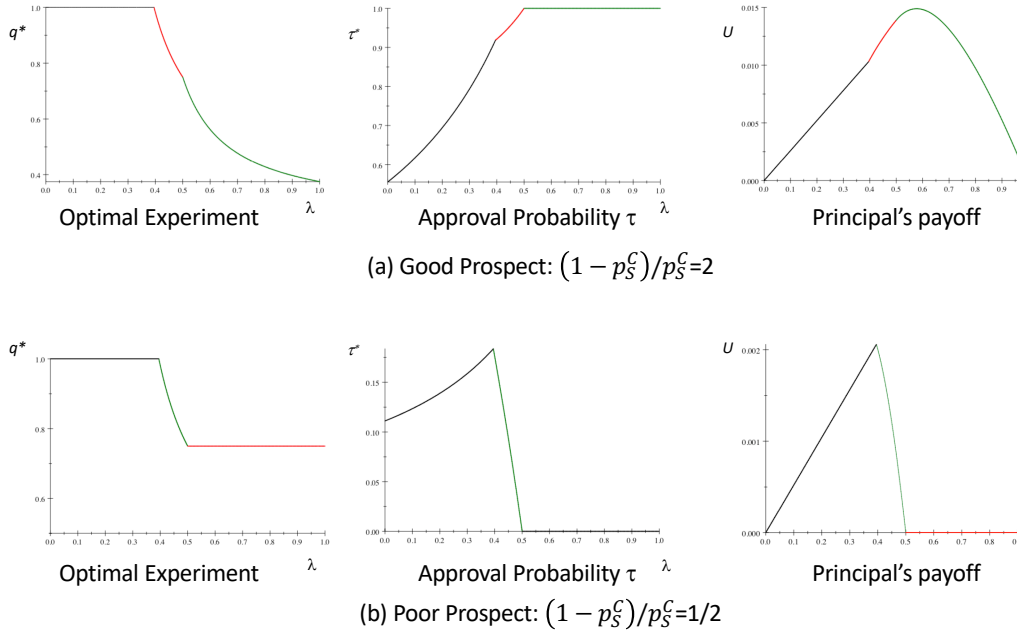 q*
1.0
0.8
0.6
0.4
0.0 0.1 0.2 0.3 0.4 0.5 0.6 0.7 0.8 0.9 1.0
Optimal Experiment λ
τ*
1.0
0.9
0.8
0.7
0.6
0.0 0.1 0.2 0.3 0.4 0.5 0.6 0.7 0.8 0.9 1.0
Approval Probability τ λ
U
0.015
0.010
0.005
0.000
0.0 0.1 0.2 0.3 0.4 0.5 0.6 0.7 0.8 0.9
Principal's payoff
(a) Good Prospect: (1 − p_S^C)/p_S^C=2
q*
1.0
0.8
0.6
0.0 0.1 0.2 0.3 0.4 0.5 0.6 0.7 0.8 0.9 1.0
Optimal Experiment λ
τ*
0.15
0.10
0.05
0.00
0.0 0.1 0.2 0.3 0.4 0.5 0.6 0.7 0.8 0.9 1.0
Approval Probability τ λ
U
0.002
0.001
0.000
0.0 0.1 0.2 0.3 0.4 0.5 0.6 0.7 0.8 0.9
Principal's payoff
(b) Poor Prospect: (1 − p_S^C)/p_S^C=1/2